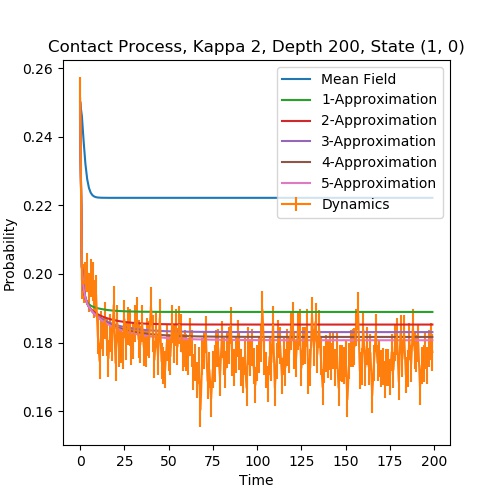 Contact Process, Kappa 2, Depth 200, State (1, 0)
0.26
0.24
0.22
0.20
0.18
0.16
Probability
Mean Field
1-Approximation
2-Approximation
3-Approximation
4-Approximation
5-Approximation
Dynamics
0 25 50 75 100 125 150 175 200
Time